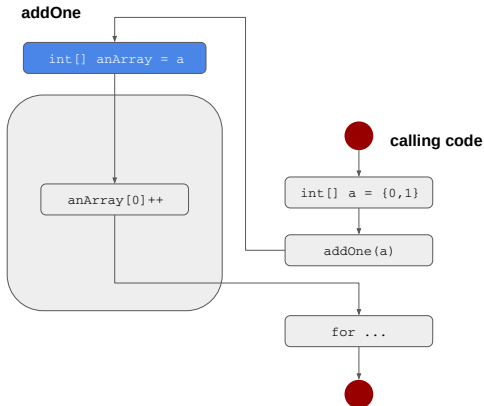 addOne
int[] anArray = a
calling code
int[] a = {0,1}
anArray[0]++
addOne(a)
for ...